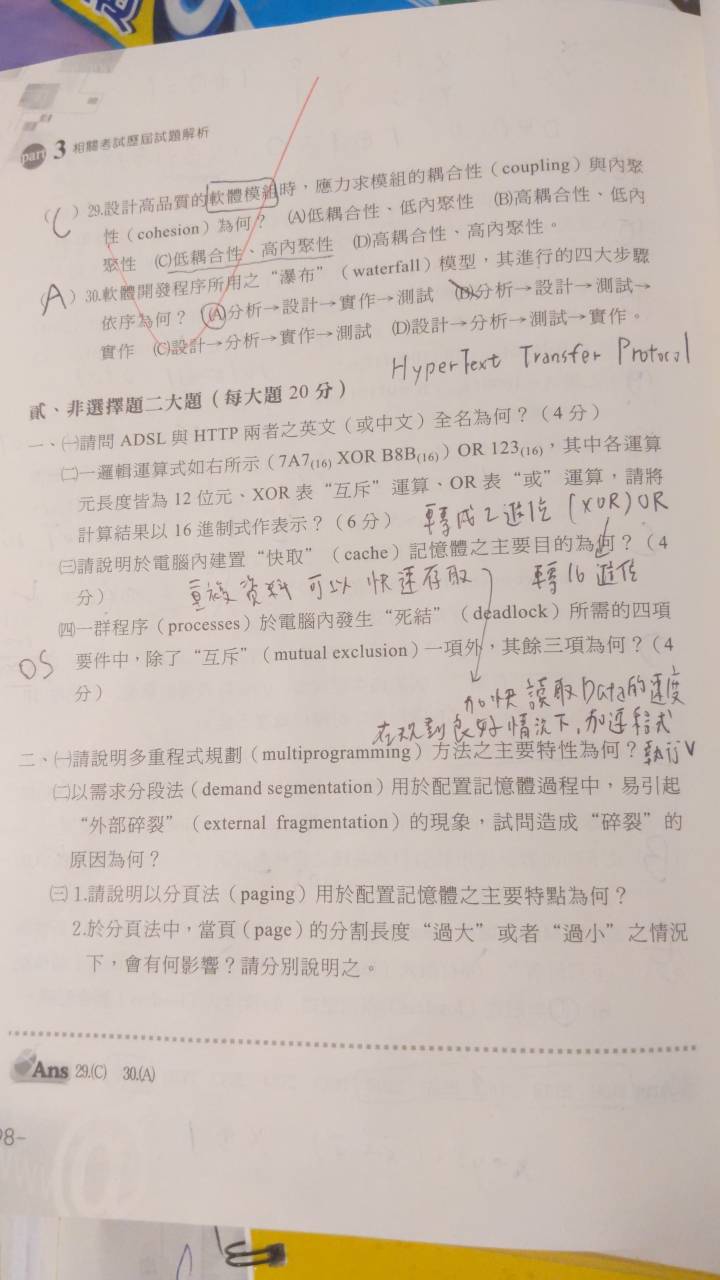 part 3 相關考試歷屆試題解析
( C ) 29.設計高品質的軟體模組時，應力求模組的耦合性（coupling）與內聚
性（cohesion）為何？ (A)低耦合性、低內聚性 (B)高耦合性、低內
聚性 (C)低耦合性、高內聚性 (D)高耦合性、高內聚性。
( A ) 30.軟體開發程序所用之“瀑布”（waterfall）模型，其進行的四大步驟
依序為何？ (A)分析→設計→實作→測試 (B)分析→設計→測試→
實作 (C)設計→分析→實作→測試 (D)設計→分析→測試→實作。
HyperText Transfer Protocol
貳、非選擇題二大題（每大題 20 分）
一、㈠請問 ADSL 與 HTTP 兩者之英文（或中文）全名為何？（4 分）
㈡一邏輯運算式如右所示（7A7(16) XOR B8B(16)）OR 123(16)，其中各運算
元長度皆為 12 位元、XOR 表“互斥”運算、OR 表“或”運算，請將
計算結果以 16 進制式作表示？（6 分） 轉成2進位 (XOR) OR
㈢請說明於電腦內建置“快取”（cache）記憶體之主要目的為何？（4
分） 重複資料 可以 快速存取 轉16進位
㈣一群程序（processes）於電腦內發生“死結”（deadlock）所需的四項
OS 要件中，除了“互斥”（mutual exclusion）一項外，其餘三項為何？（4
分） 加快 讀取Data的速度
在規劃良好情況下,加速程式
二、㈠請說明多重程式規劃（multiprogramming）方法之主要特性為何？執行
㈡以需求分段法（demand segmentation）用於配置記憶體過程中，易引起
“外部碎裂”（external fragmentation）的現象，試問造成“碎裂”的
原因為何？
㈢ 1.請說明以分頁法（paging）用於配置記憶體之主要特點為何？
2.於分頁法中，當頁（page）的分割長度“過大”或者“過小”之情況
下，會有何影響？請分別說明之。
Ans 29.(C) 30.(A)
98-